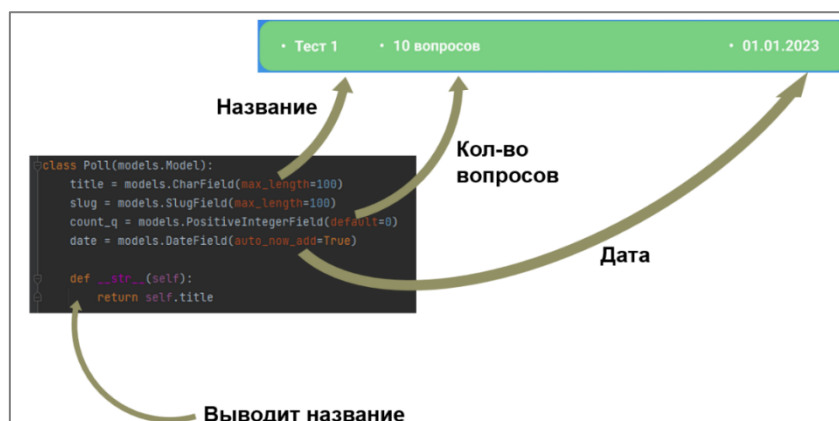 • Тест 1 • 10 вопросов • 01.01.2023
Название
Кол-во
вопросов
class Poll(models.Model):
    title = models.CharField(max_length=100)
    slug = models.SlugField(max_length=100)
    count_q = models.PositiveIntegerField(default=0)
    date = models.DateField(auto_now_add=True)
    def __str__(self):
        return self.title
Дата
Выводит название